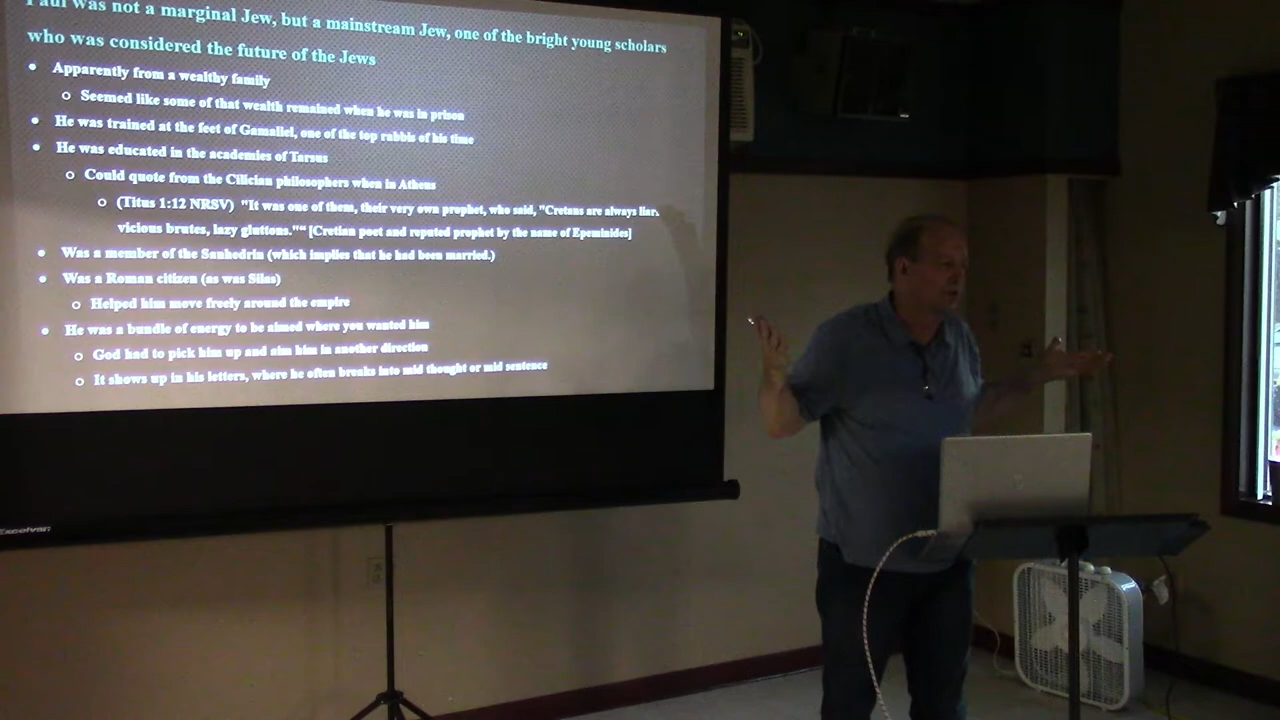 Paul was not a marginal Jew, but a mainstream Jew, one of the bright young scholars
who was considered the future of the Jews
• Apparently from a wealthy family
o Seemed like some of that wealth remained when he was in prison
• He was trained at the feet of Gamaliel, one of the top rabbis of his time
• He was educated in the academies of Tarsus
o Could quote from the Cilician philosophers when in Athens
o (Titus 1:12 NRSV) "It was one of them, their very own prophet, who said, "Cretans are always liars,
vicious brutes, lazy gluttons."“ [Cretian poet and reputed prophet by the name of Epeminides]
• Was a member of the Sanhedrin (which implies that he had been married.)
• Was a Roman citizen (as was Silas)
o Helped him move freely around the empire
• He was a bundle of energy to be aimed where you wanted him
o God had to pick him up and aim him in another direction
o It shows up in his letters, where he often breaks into mid thought or mid sentence
Excelvan